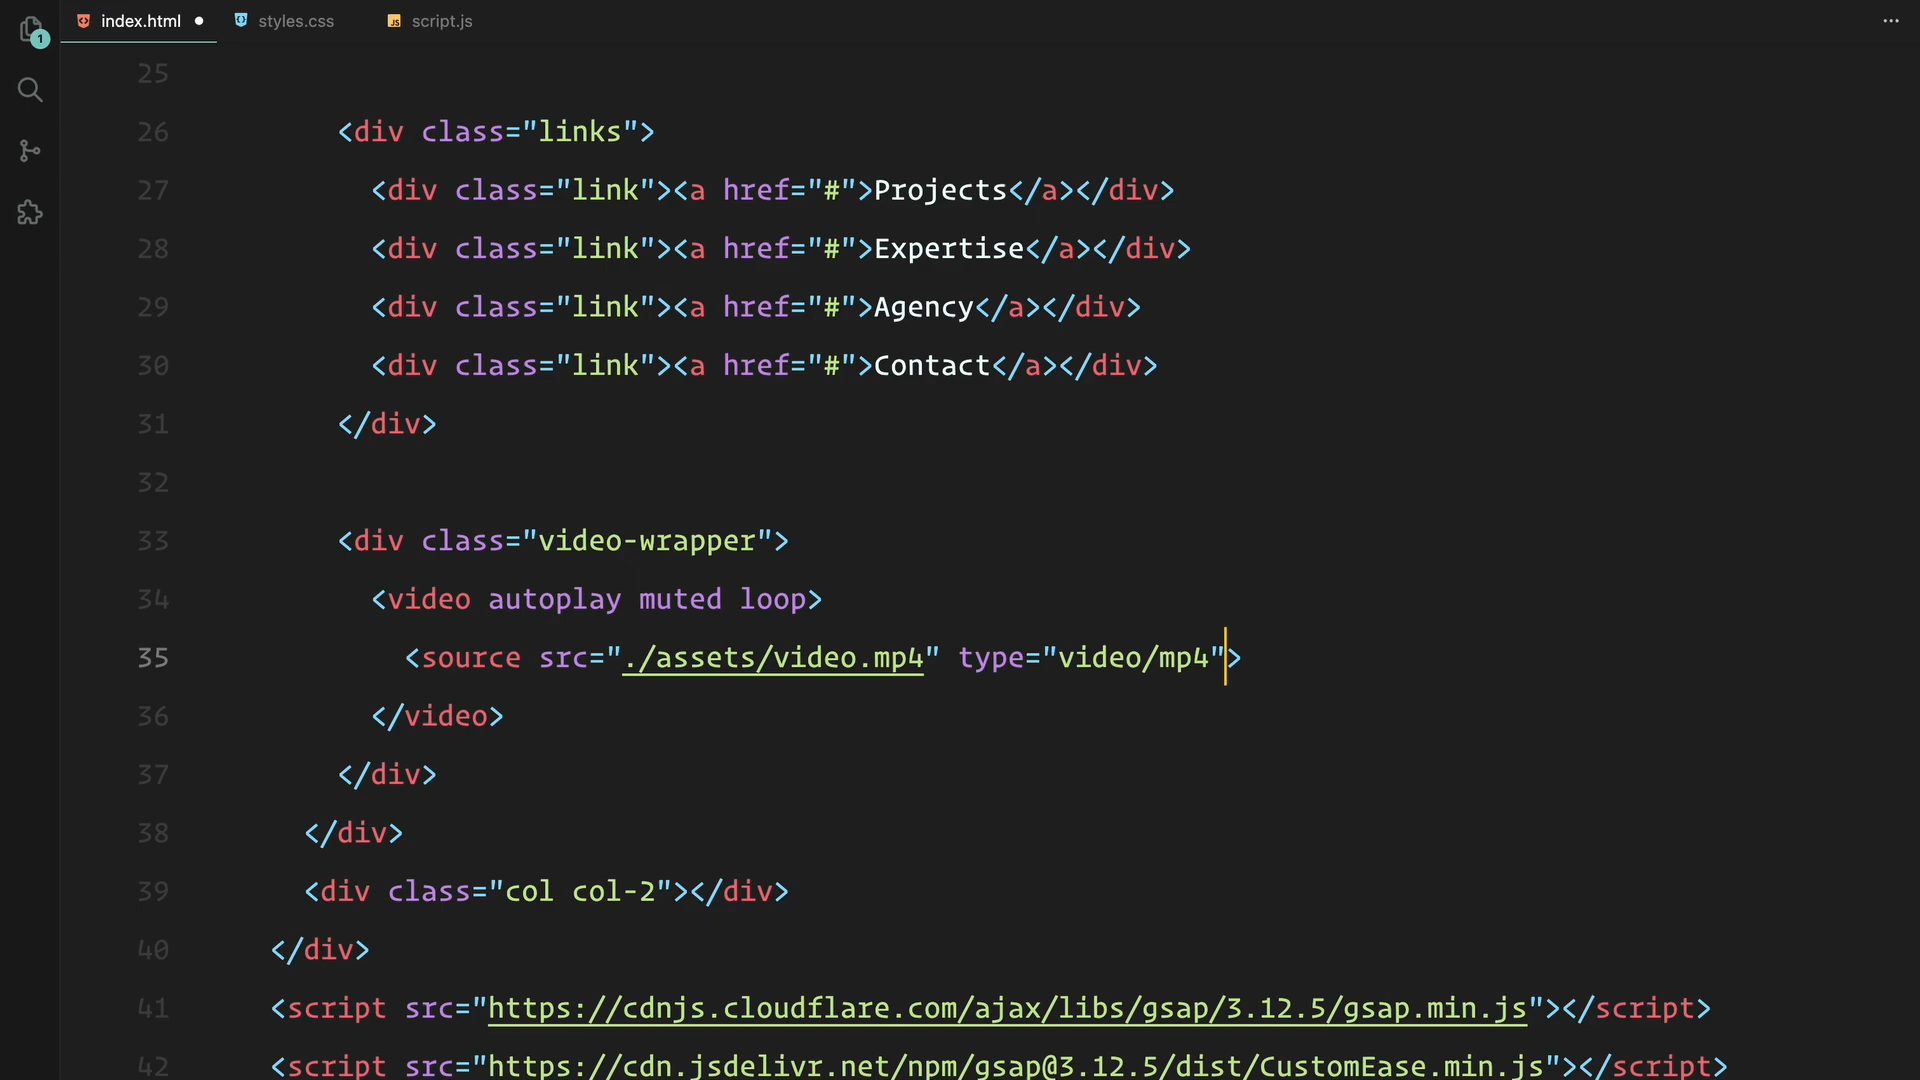 index.html
styles.css
JS script.js
1
25
26 <div class="links">
27 <div class="link"><a href="#">Projects</a></div>
28 <div class="link"><a href="#">Expertise</a></div>
29 <div class="link"><a href="#">Agency</a></div>
30 <div class="link"><a href="#">Contact</a></div>
31 </div>
32
33 <div class="video-wrapper">
34 <video autoplay muted loop>
35 <source src="./assets/video.mp4" type="video/mp4">
36 </video>
37 </div>
38 </div>
39 <div class="col col-2"></div>
40 </div>
41 <script src="https://cdnjs.cloudflare.com/ajax/libs/gsap/3.12.5/gsap.min.js"></script>
42 <script src="https://cdn.jsdelivr.net/npm/gsap@3.12.5/dist/CustomEase.min.js"></script>